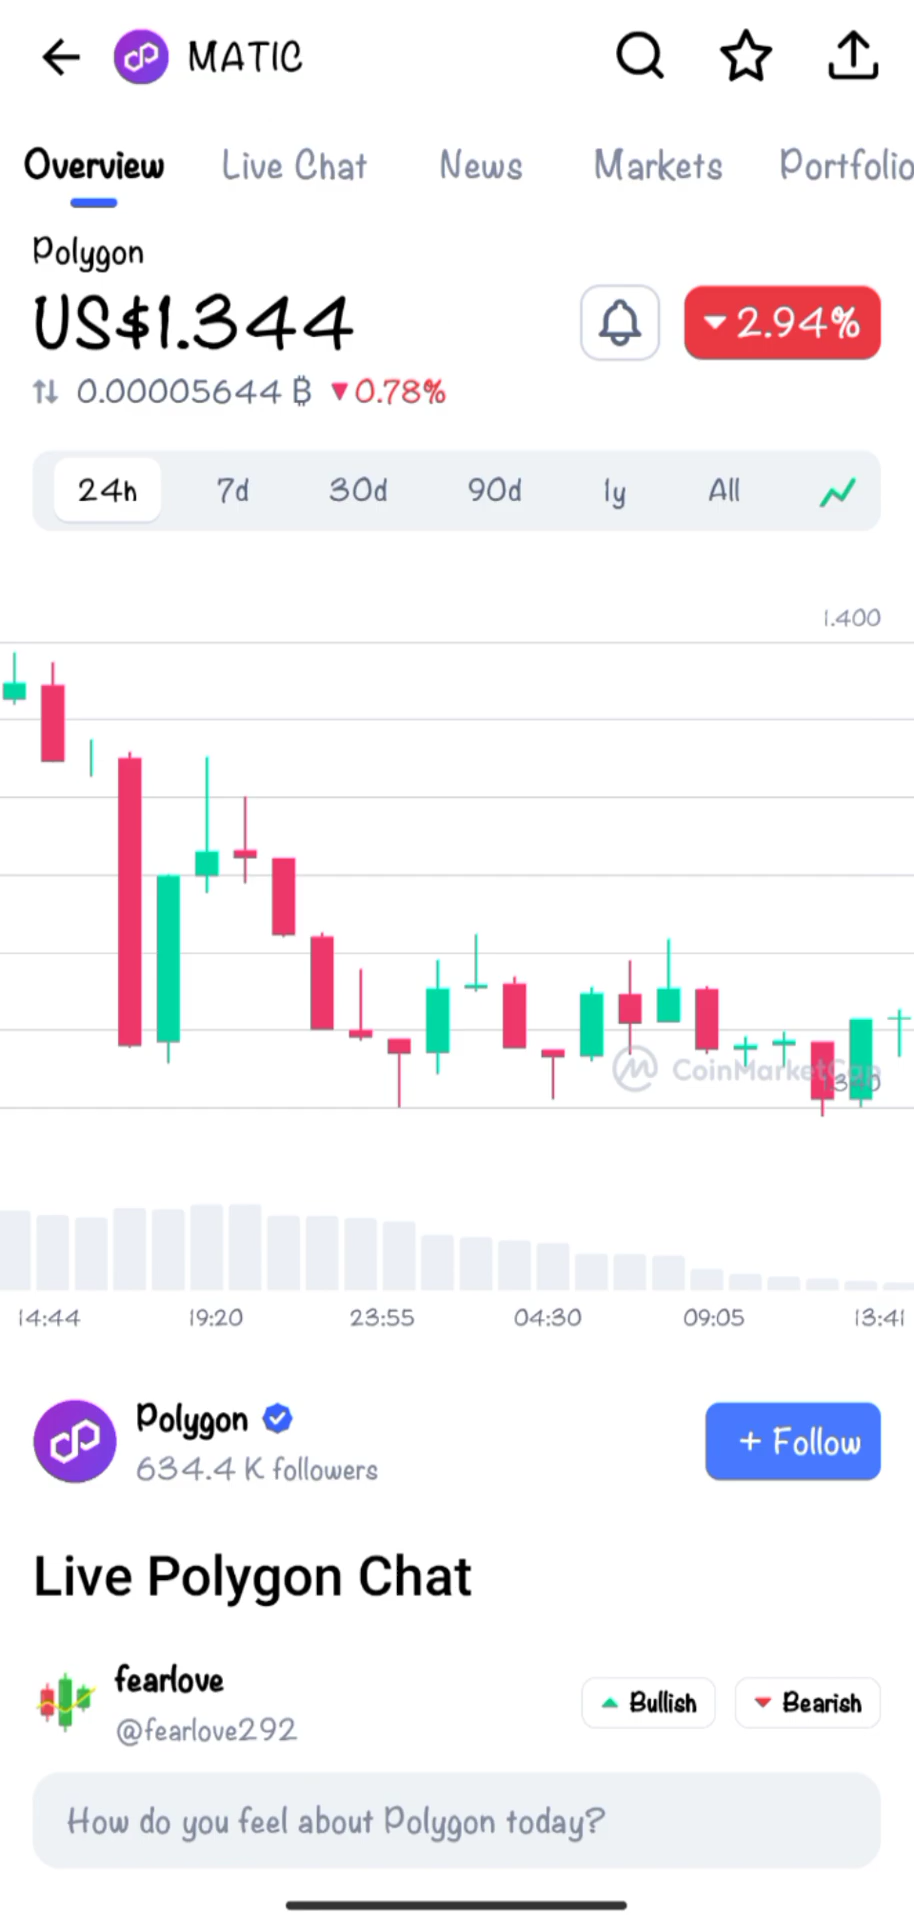 MATIC
Overview Live Chat News Markets Portfolio
Polygon
US$1.344
2.94%
0.00005644 ₿ 0.78%
24h 7d 30d 90d 1y All
1.400
CoinMarketCap
14:44 19:20 23:55 04:30 09:05 13:41
Polygon
634.4 K followers
+ Follow
Live Polygon Chat
fearlove
@fearlove292
Bullish
Bearish
How do you feel about Polygon today?